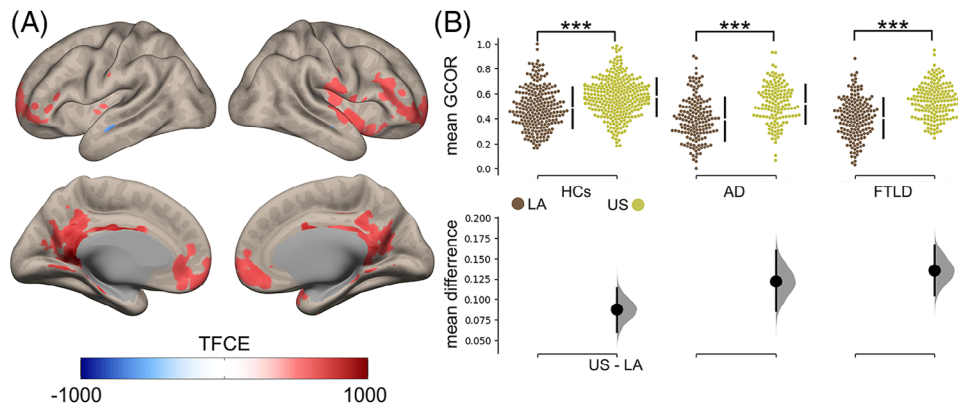 (A)
TFCE
-1000 1000
(B)
*** *** ***
mean GCOR
1.0
0.8
0.6
0.4
0.2
0.0
HCs AD FTLD
LA US
mean differrence
0.200
0.175
0.150
0.125
0.100
0.075
0.050
US - LA